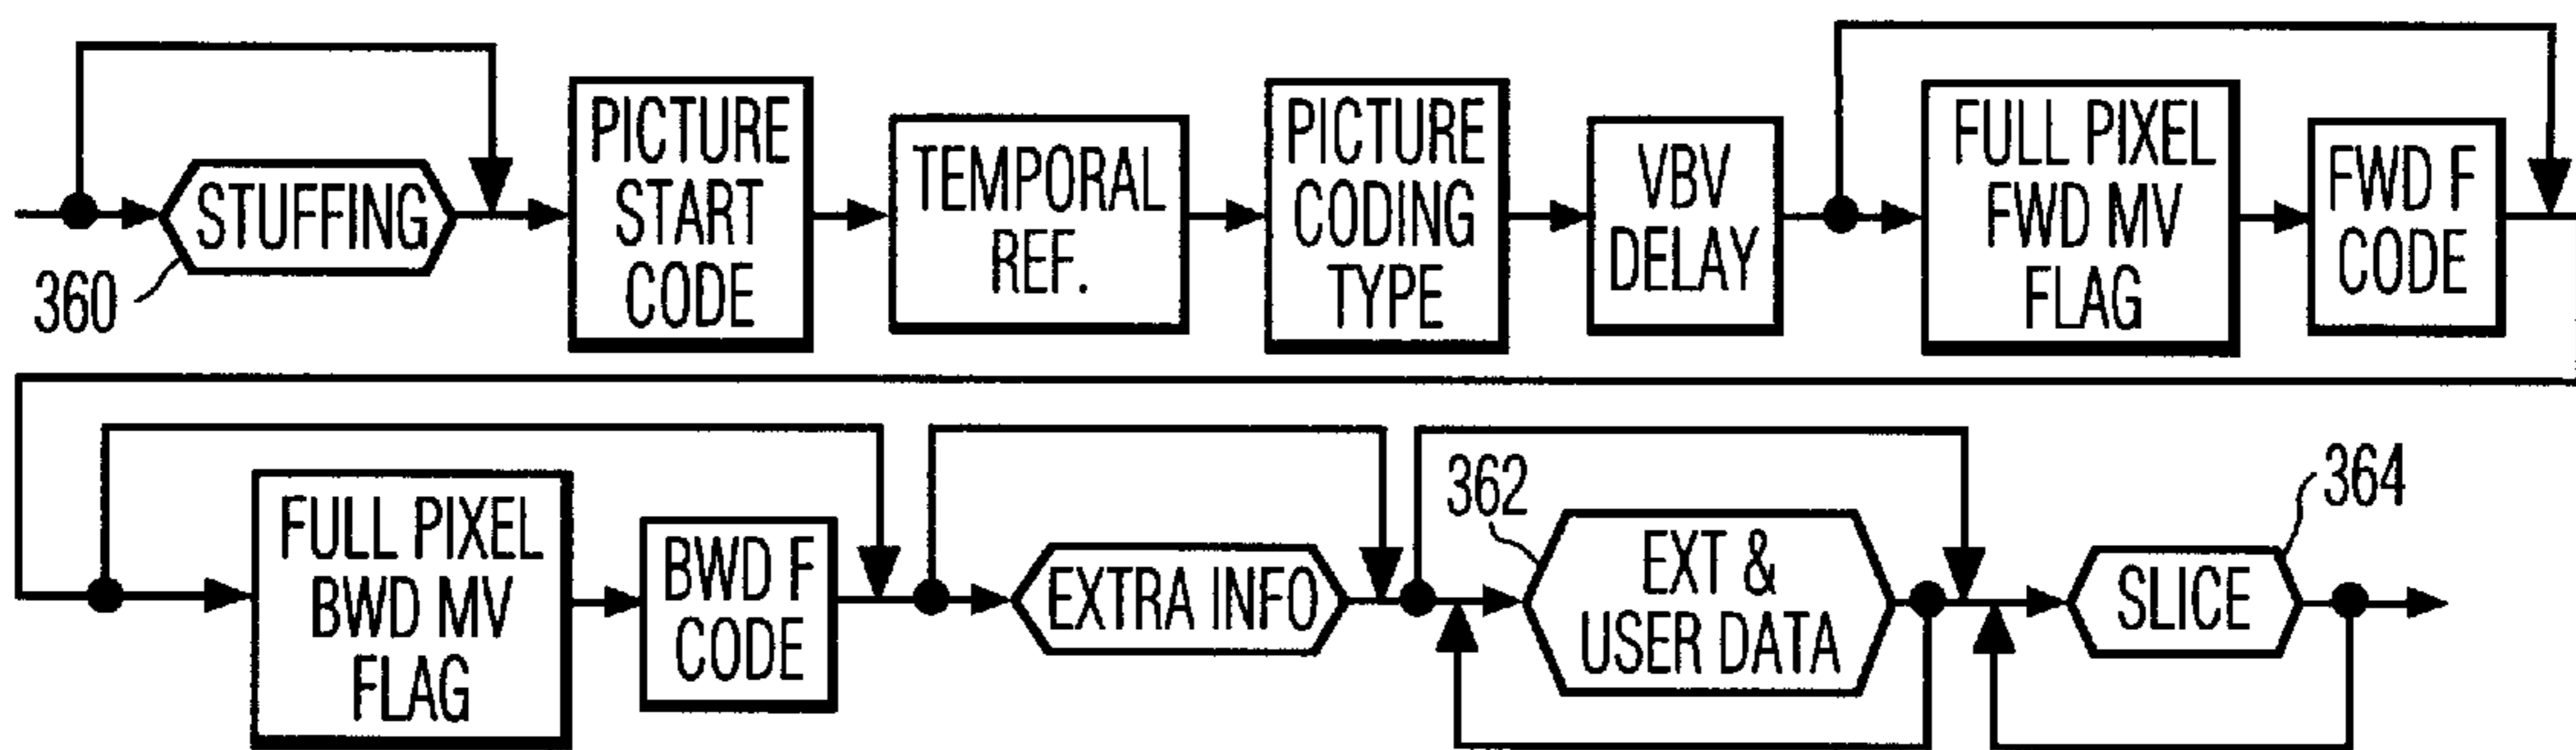 STUFFING
360
PICTURE
START
CODE
TEMPORAL
REF.
PICTURE
CODING
TYPE
VBV
DELAY
FULL PIXEL
FWD MV
FLAG
FWD F
CODE
FULL PIXEL
BWD MV
FLAG
BWD F
CODE
EXTRA INFO
362
EXT &
USER DATA
SLICE
364